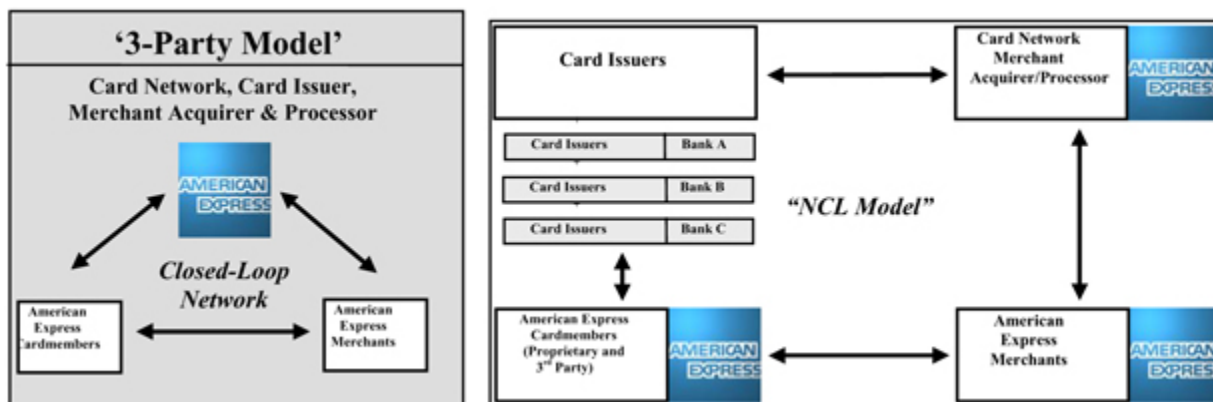 ‘3-Party Model’
Card Network, Card Issuer,
Merchant Acquirer & Processor
AMERICAN
EXPRESS
Closed-Loop
Network
American
Express
Cardmembers
American
Express
Merchants
Card Issuers
Card Network
Merchant
Acquirer/Processor
AMERICAN
EXPRESS
Card Issuers Bank A
Card Issuers Bank B
Card Issuers Bank C
“NCL Model”
American Express
Cardmembers
(Proprietary and
3rd Party)
AMERICAN
EXPRESS
American
Express
Merchants
AMERICAN
EXPRESS